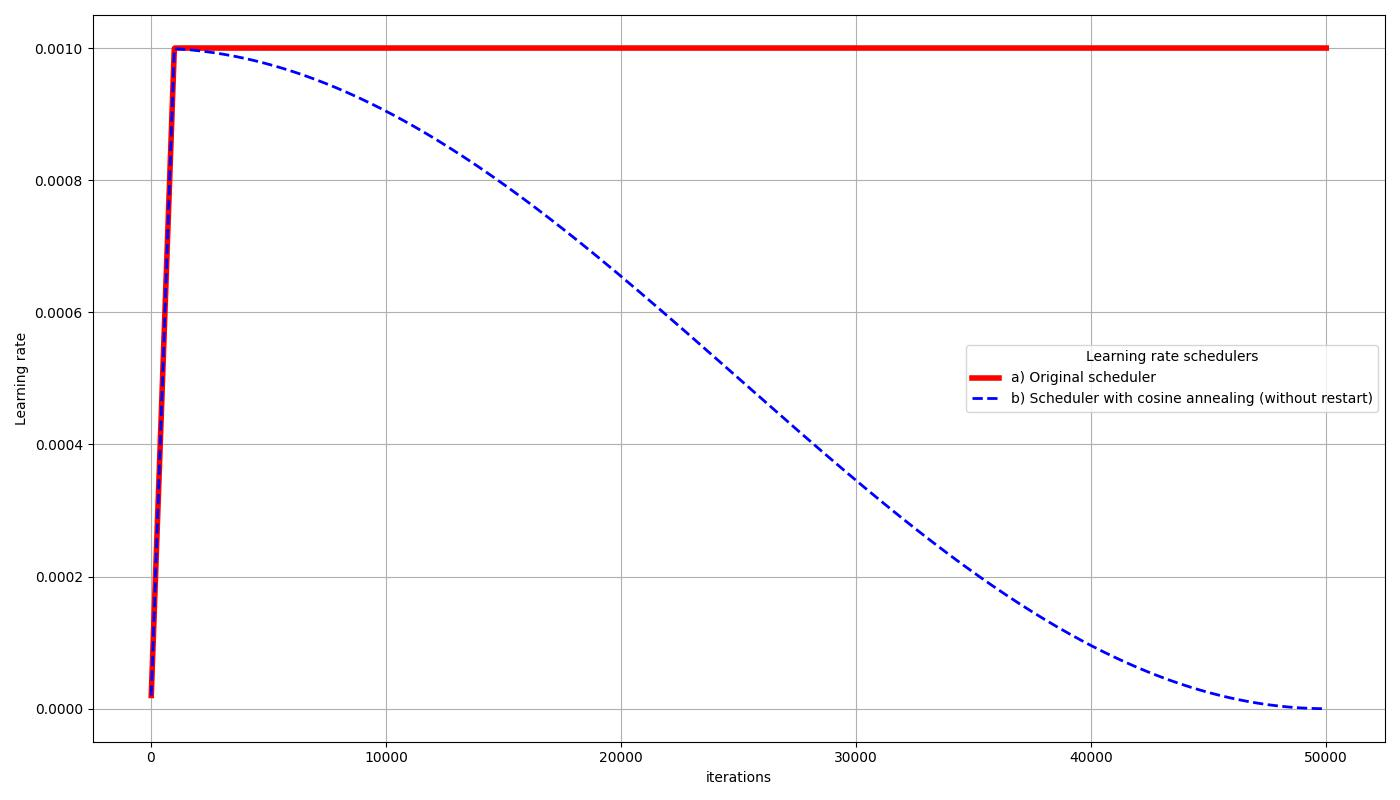 0.0010
0.0008
0.0006
0.0004
0.0002
0.0000
Learning rate
Learning rate schedulers
a) Original scheduler
b) Scheduler with cosine annealing (without restart)
0 10000 20000 30000 40000 50000
iterations